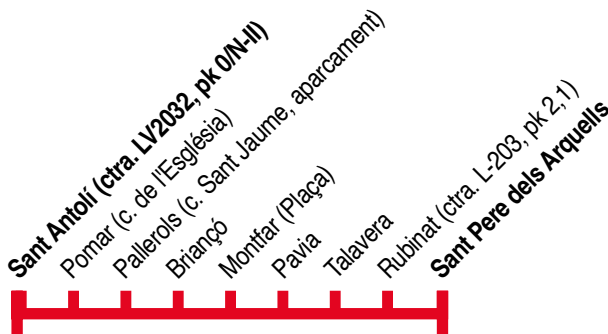 Sant Antolí (ctra. LV2032, pk 0/N-II)
Pomar (c. de l'Església)
Pallerols (c. Sant Jaume, aparcament)
Briançó
Montfar (Plaça)
Pavia
Talavera
Rubinat (ctra. L-203, pk 2,1)
Sant Pere dels Arquells